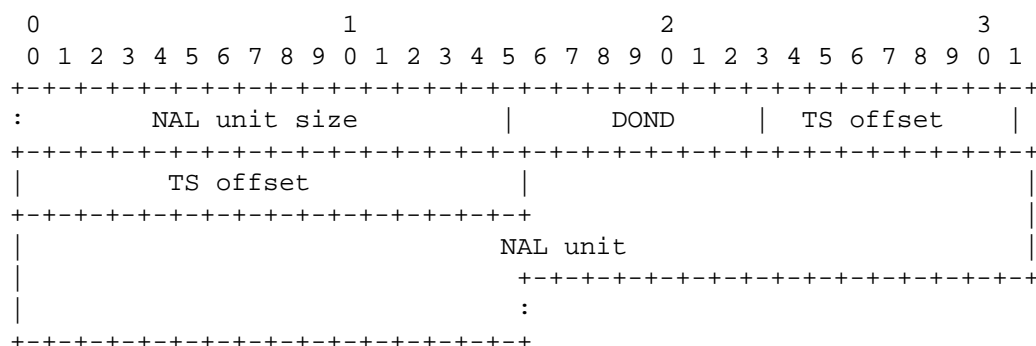 0                   1                   2                   3
 0 1 2 3 4 5 6 7 8 9 0 1 2 3 4 5 6 7 8 9 0 1 2 3 4 5 6 7 8 9 0 1
+-+-+-+-+-+-+-+-+-+-+-+-+-+-+-+-+-+-+-+-+-+-+-+-+-+-+-+-+-+-+-+-+
:        NAL unit size         |      DOND     |  TS offset    |
+-+-+-+-+-+-+-+-+-+-+-+-+-+-+-+-+-+-+-+-+-+-+-+-+-+-+-+-+-+-+-+-+
|         TS offset             |                               |
+-+-+-+-+-+-+-+-+-+-+-+-+-+-+-+-+                               |
|                              NAL unit                         |
|                               +-+-+-+-+-+-+-+-+-+-+-+-+-+-+-+-+
|                               :
+-+-+-+-+-+-+-+-+-+-+-+-+-+-+-+-+